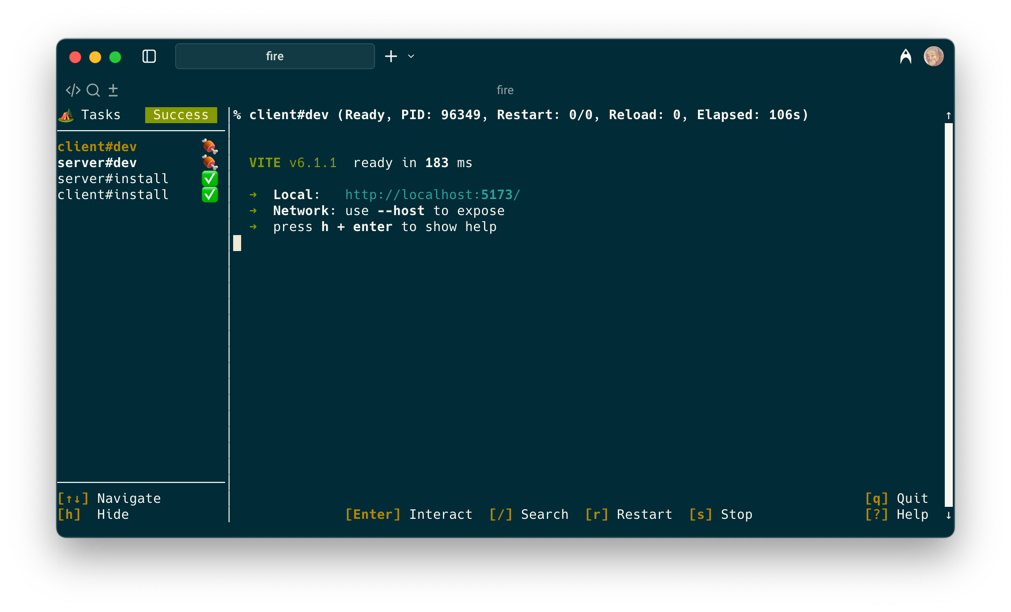 fire
fire
Tasks Success
% client#dev (Ready, PID: 96349, Restart: 0/0, Reload: 0, Elapsed: 106s)
client#dev
server#dev
server#install
client#install
VITE v6.1.1 ready in 183 ms
➜ Local: http://localhost:5173/
➜ Network: use --host to expose
➜ press h + enter to show help
[↑↓] Navigate
[h] Hide
[Enter] Interact [/] Search [r] Restart [s] Stop
[q] Quit
[?] Help